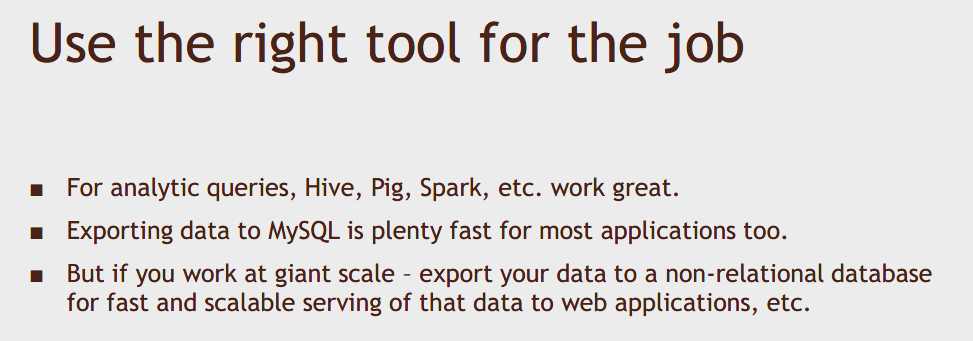 Use the right tool for the job
▪ For analytic queries, Hive, Pig, Spark, etc. work great.
▪ Exporting data to MySQL is plenty fast for most applications too.
▪ But if you work at giant scale – export your data to a non-relational database
for fast and scalable serving of that data to web applications, etc.